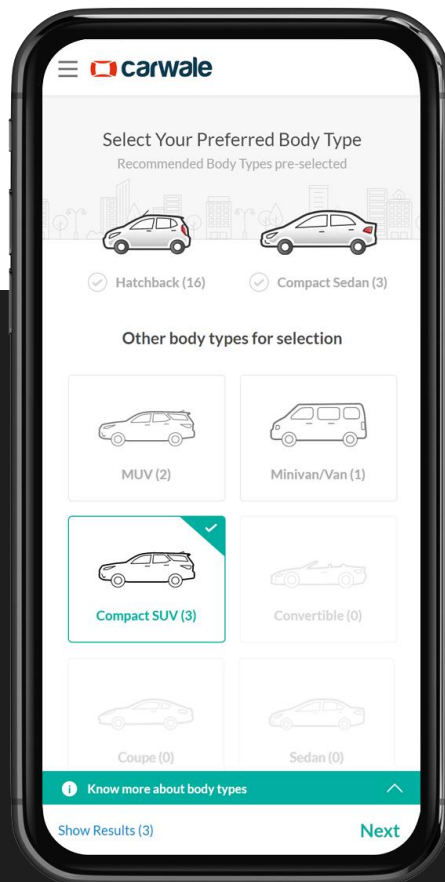 carwale
Select Your Preferred Body Type
Recommended Body Types pre-selected
Hatchback (16)
Compact Sedan (3)
Other body types for selection
MUV (2)
Minivan/Van (1)
Compact SUV (3)
Convertible (0)
Coupe (0)
Sedan (0)
Know more about body types
Show Results (3)
Next